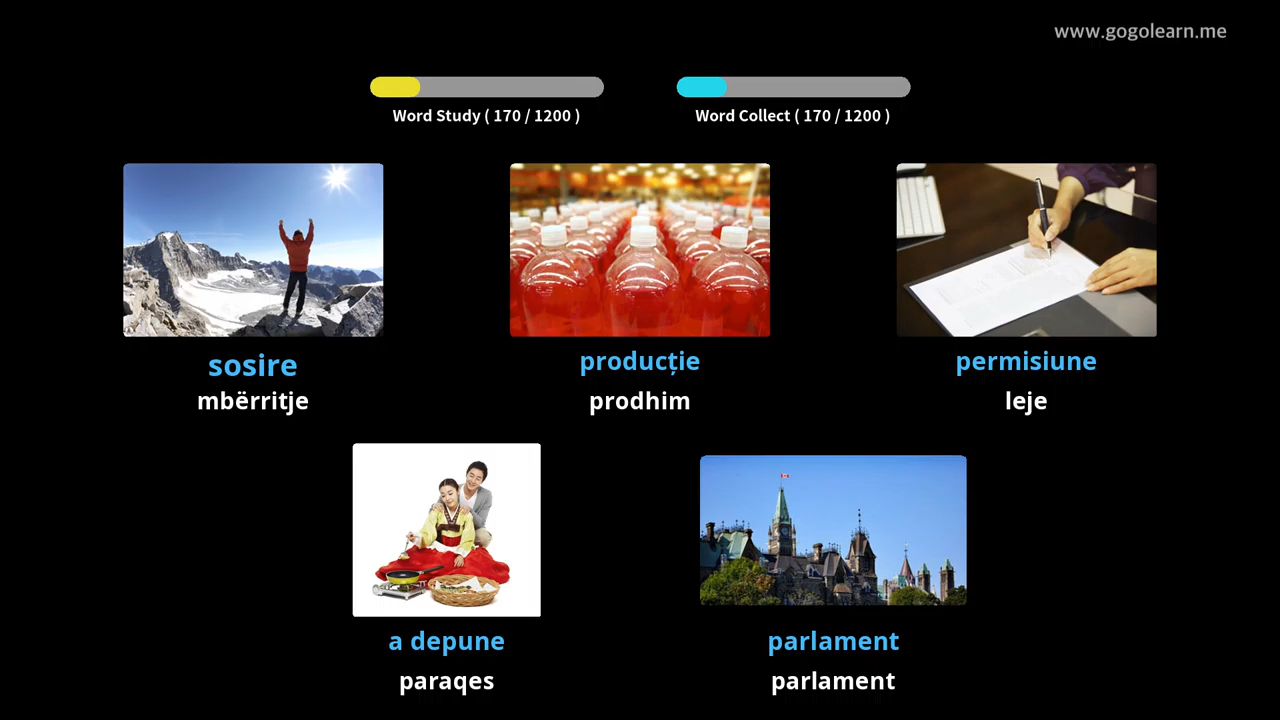 www.gogolearn.me
Word Study ( 170 / 1200 )
Word Collect ( 170 / 1200 )
sosire
mbërritje
producție
prodhim
permisiune
leje
a depune
paraqes
parlament
parlament